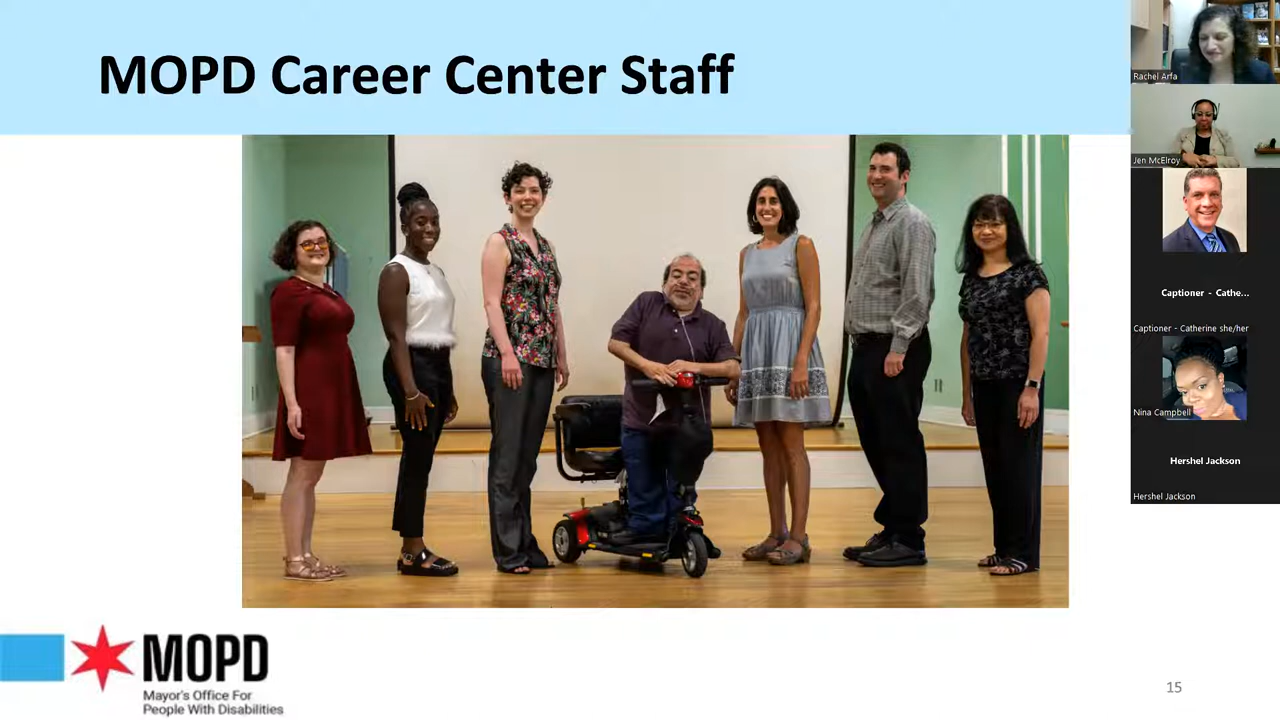 MOPD Career Center Staff
Rachel Arfa
Jen McElroy
Captioner - Cathe...
Captioner - Catherine she/her
Nina Campbell
Hershel Jackson
Hershel Jackson
MOPD
Mayor's Office For
People With Disabilities
15